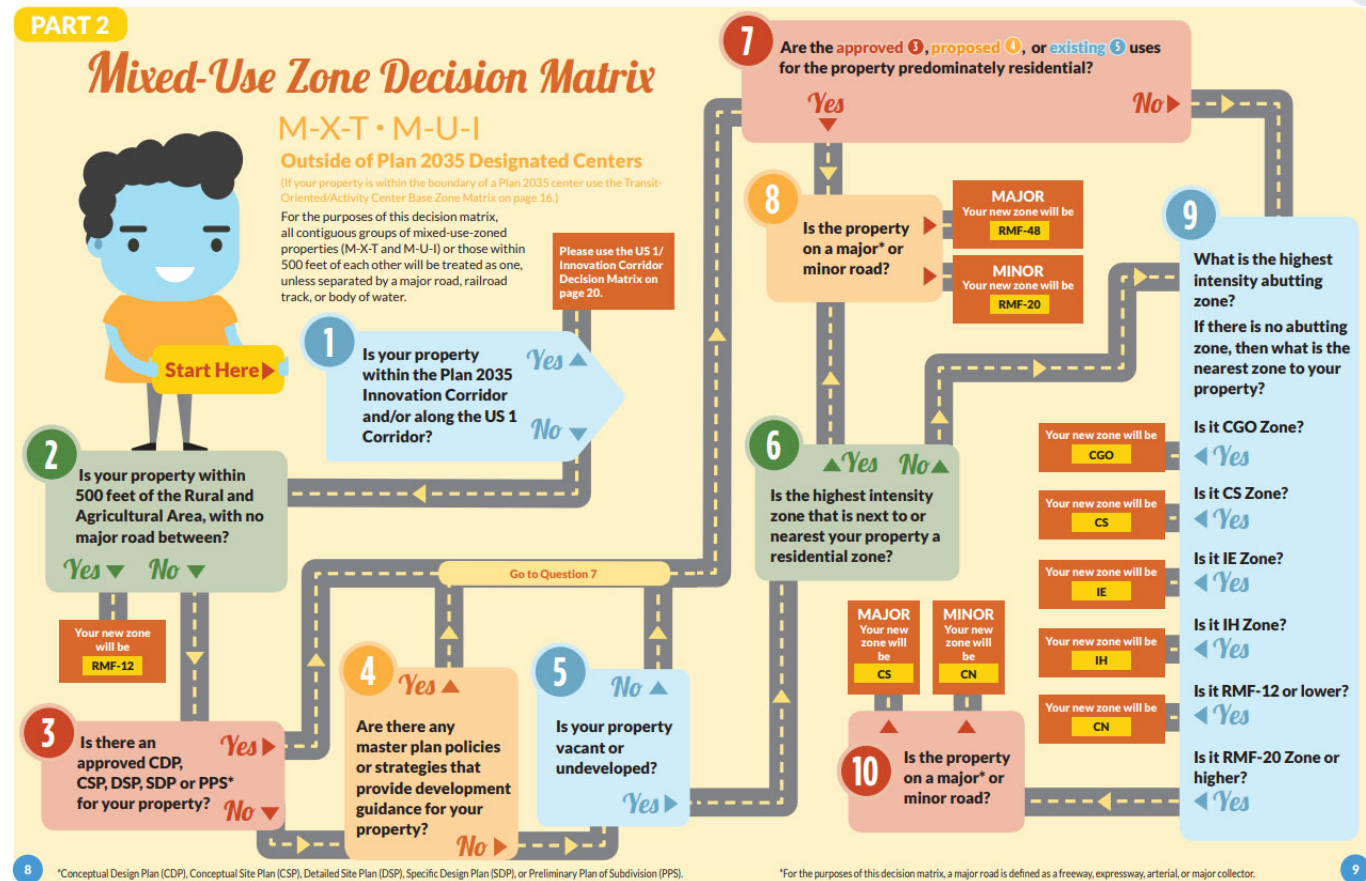 PART 2
Mixed-Use Zone Decision Matrix
M-X-T • M-U-I
Outside of Plan 2035 Designated Centers
(If your property is within the boundary of a Plan 2035 center use the Transit-
Oriented/Activity Center Base Zone Matrix on page 16.)
For the purposes of this decision matrix,
all contiguous groups of mixed-use-zoned
properties (M-X-T and M-U-I) or those within
500 feet of each other will be treated as one,
unless separated by a major road, railroad
track, or body of water.
Start Here
Please use the US 1/
Innovation Corridor
Decision Matrix on
page 20.
1
Is your property
within the Plan 2035
Innovation Corridor
and/or along the US 1
Corridor?
Yes
No
2
Is your property within
500 feet of the Rural and
Agricultural Area, with no
major road between?
Yes
No
Your new zone
will be
RMF-12
3
Is there an
approved CDP,
CSP, DSP, SDP or PPS*
for your property?
Yes
No
Go to Question 7
4
Yes
Are there any
master plan policies
or strategies that
provide development
guidance for your
property?
No
5
No
Is your property
vacant or
undeveloped?
Yes
8
*Conceptual Design Plan (CDP), Conceptual Site Plan (CSP), Detailed Site Plan (DSP), Specific Design Plan (SDP), or Preliminary Plan of Subdivision (PPS).
7
Are the approved 3, proposed 4, or existing 5 uses
for the property predominately residential?
Yes
No
8
Is the property
on a major* or
minor road?
MAJOR
Your new zone will be
RMF-48
MINOR
Your new zone will be
RMF-20
6
Yes No
Is the highest intensity
zone that is next to or
nearest your property a
residential zone?
9
What is the highest
intensity abutting
zone?
If there is no abutting
zone, then what is the
nearest zone to your
property?
Is it CGO Zone?
Yes
Your new zone will be
CGO
Is it CS Zone?
Yes
Your new zone will be
CS
Is it IE Zone?
Yes
Your new zone will be
IE
Is it IH Zone?
Yes
Your new zone will be
IH
Is it RMF-12 or lower?
Yes
Your new zone will be
CN
Is it RMF-20 Zone or
higher?
Yes
MAJOR
Your new
zone will
be
CS
MINOR
Your new
zone will
be
CN
10
Is the property
on a major* or
minor road?
*For the purposes of this decision matrix, a major road is defined as a freeway, expressway, arterial, or major collector.
9